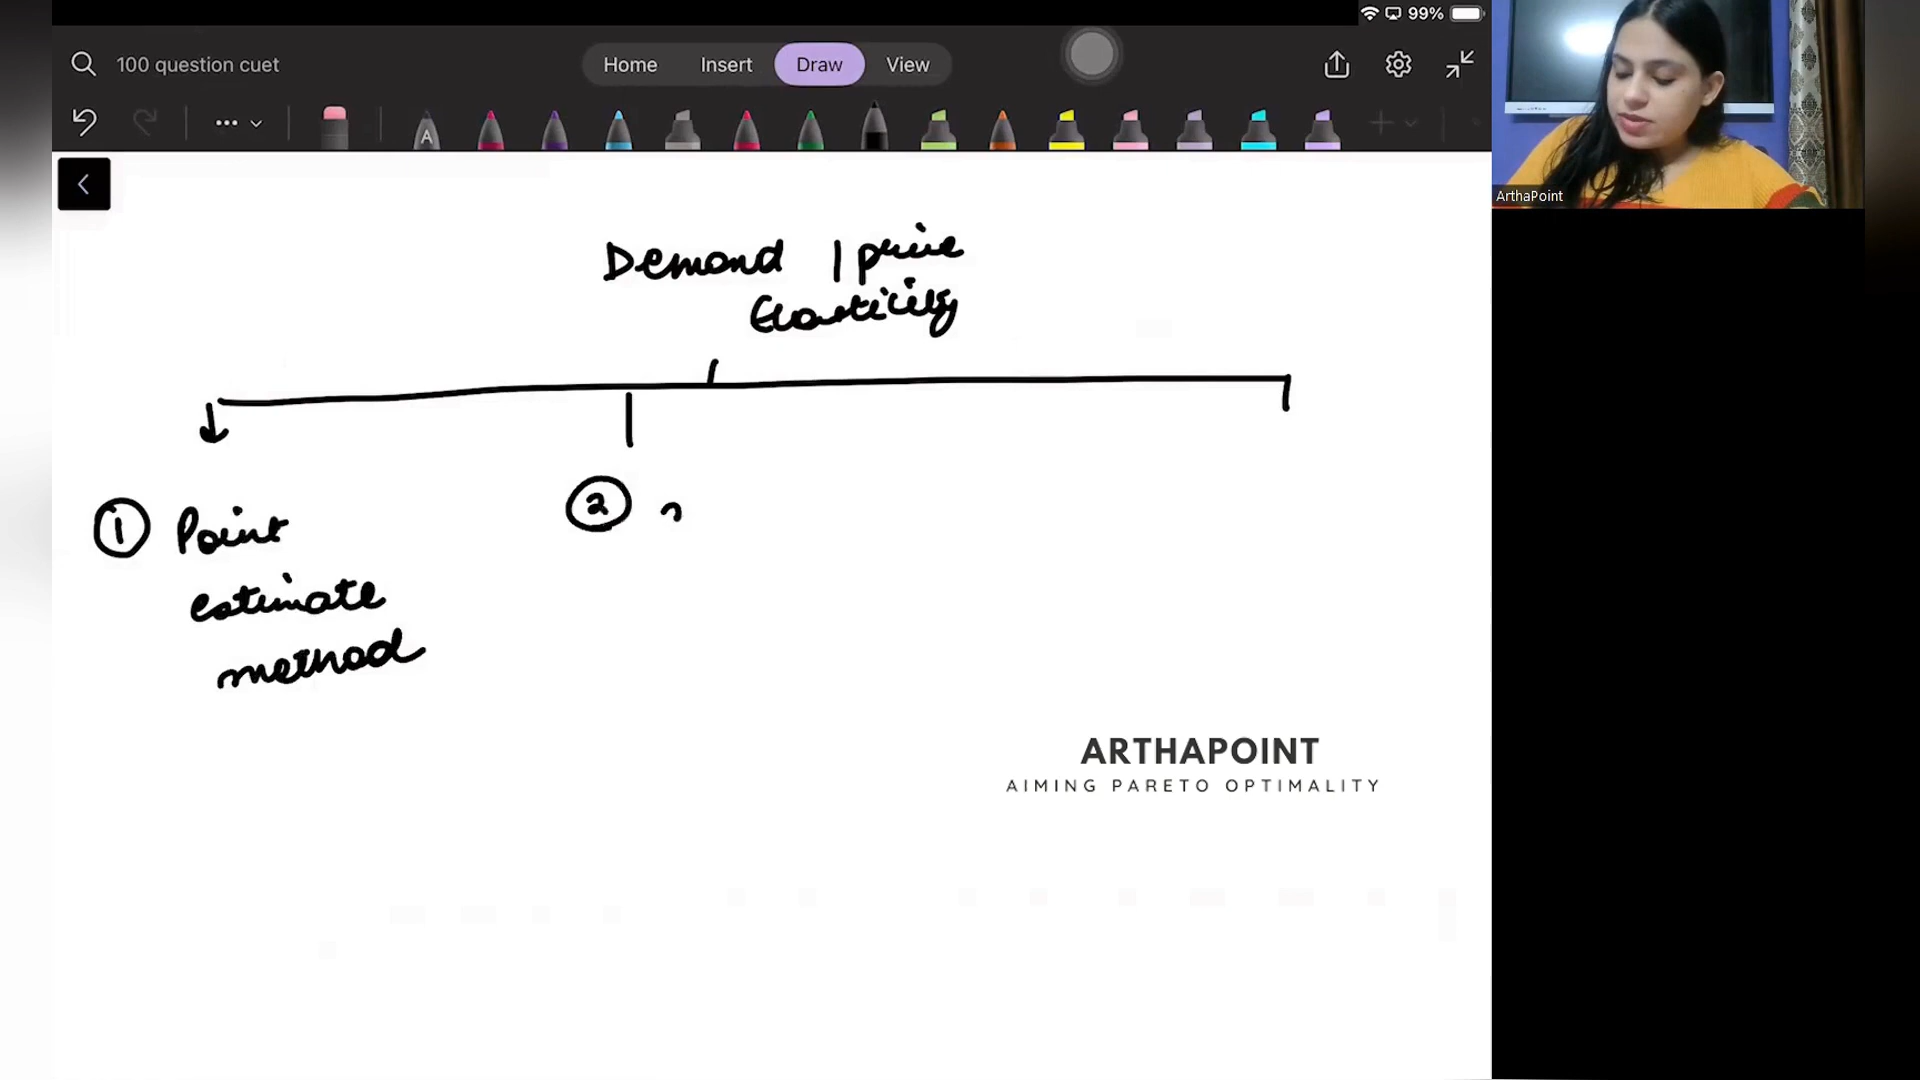 99%
100 question cuet
Home Insert Draw View
A
ArthaPoint
Demand | price
Elasticity
① Point
estimate
method
②
ARTHAPOINT
AIMING PARETO OPTIMALITY